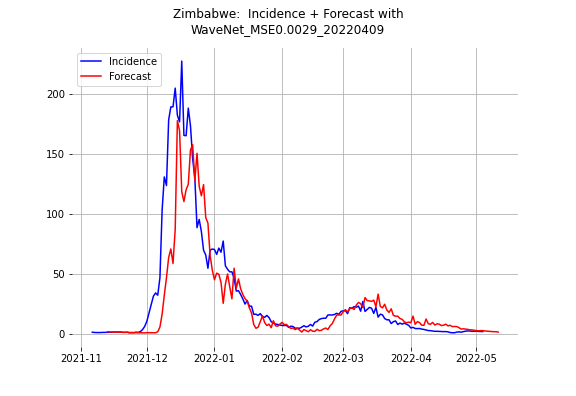 Zimbabwe:  Incidence + Forecast with
WaveNet_MSE0.0029_20220409
Incidence
Forecast
200
150
100
50
0
2021-11 2021-12 2022-01 2022-02 2022-03 2022-04 2022-05